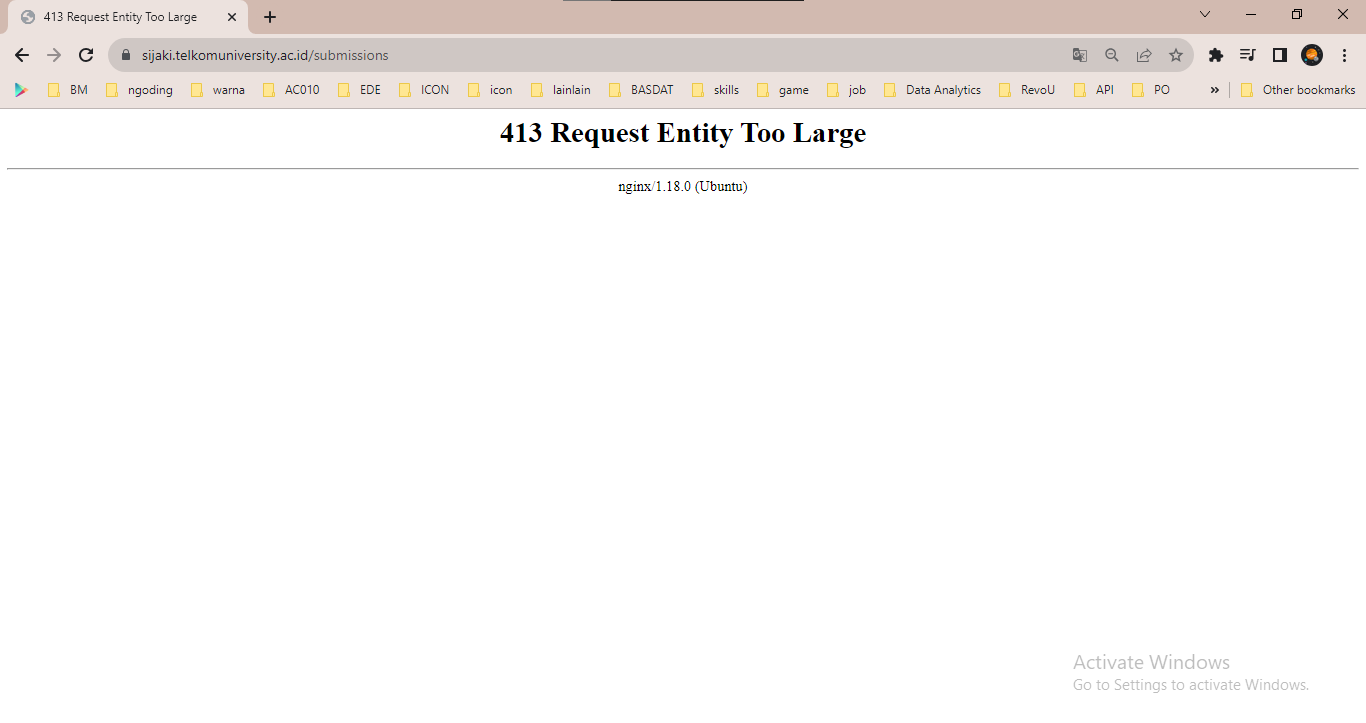 413 Request Entity Too Large
sijaki.telkomuniversity.ac.id/submissions
BM ngoding warna AC010 EDE ICON icon lainlain BASDAT skills game job Data Analytics RevoU API PO » Other bookmarks
413 Request Entity Too Large
nginx/1.18.0 (Ubuntu)
Activate Windows
Go to Settings to activate Windows.